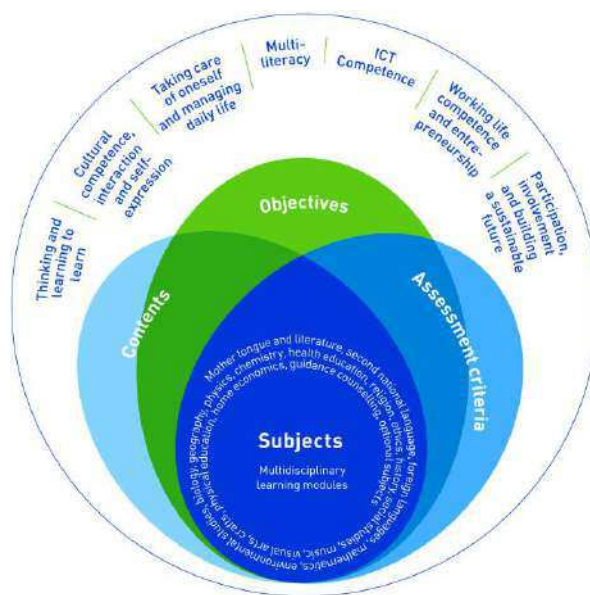 Thinking and
learning to
learn
Cultural
competence,
interaction
and self-
expression
Taking care
of oneself
and managing
daily life
Multi-
literacy
ICT
Competence
Working life
competence
and entre-
preneurship
Participation,
involvement
and building
a sustainable
future
Objectives
Contents
Assessment criteria
Mother tongue and literature, second national language, foreign languages, mathematics, environmental studies, biology, geography, physics, chemistry, health education, religion, ethics, history, social studies, music, visual arts, crafts, physical education, home economics, guidance counselling, optional subjects
Subjects
Multidisciplinary
learning modules